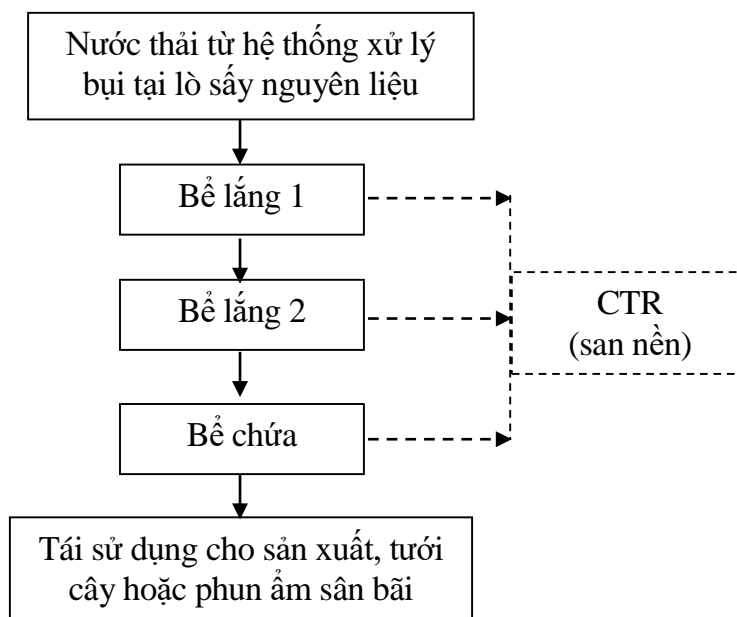 Nước thải từ hệ thống xử lý
bụi tại lò sấy nguyên liệu
Bể lắng 1
Bể lắng 2
CTR
(san nền)
Bể chứa
Tái sử dụng cho sản xuất, tưới
cây hoặc phun ẩm sân bãi